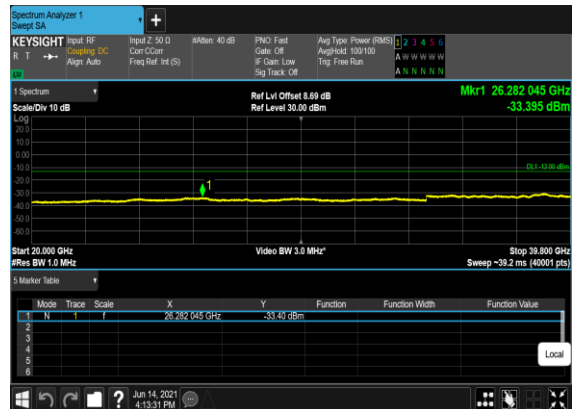 Spectrum Analyzer 1
Swept SA
+
KEYSIGHT Input: RF Input Z: 50 Ω #Atten: 40 dB PNO: Fast Avg Type: Power (RMS) 1 2 3 4 5 6
R T Coupling: DC Corr CCorr Gate: Off Avg|Hold: 100/100 A W W W W W
Align: Auto Freq Ref: Int (S) IF Gain: Low Trig: Free Run
LW Sig Track: Off A N N N N N
1 Spectrum Ref Lvl Offset 8.69 dB Mkr1 26.282 045 GHz
Scale/Div 10 dB Ref Level 30.00 dBm -33.395 dBm
Log
20.0
10.0
0.00
-10.0
DL1 -13.00 dBm
-20.0
1
-30.0
-40.0
-50.0
-60.0
Start 20.000 GHz Video BW 3.0 MHz* Stop 39.800 GHz
#Res BW 1.0 MHz Sweep ~39.2 ms (40001 pts)
5 Marker Table
Mode Trace Scale X Y Function Function Width Function Value
1 N 1 f 26.282 045 GHz -33.40 dBm
2
3
4
5
6
Local
? Jun 14, 2021
4:13:31 PM